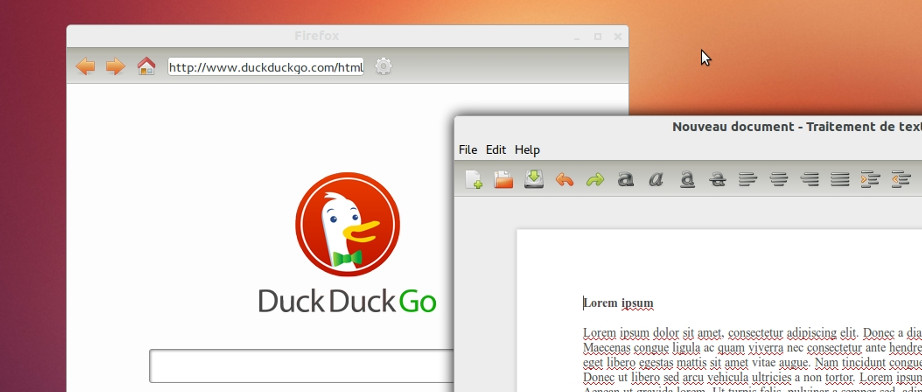 Firefox
http://www.duckduckgo.com/html
DuckDuckGo
Nouveau document - Traitement de text
File Edit Help
Lorem ipsum
Lorem ipsum dolor sit amet, consectetur adipiscing elit. Donec a dia
Maecenas congue ligula ac quam viverra nec consectetur ante hendre
eget libero egestas mattis sit amet vitae augue. Nam tincidunt congue
Donec ut libero sed arcu vehicula ultricies a non tortor. Lorem ipsum